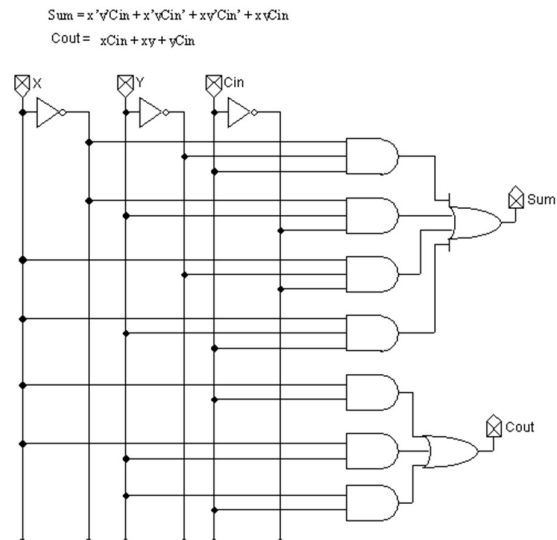 Sum = x'y'Cin + x'yCin' + xy'Cin' + xyCin
Cout = xCin + xy + yCin
X Y Cin
Sum
Cout